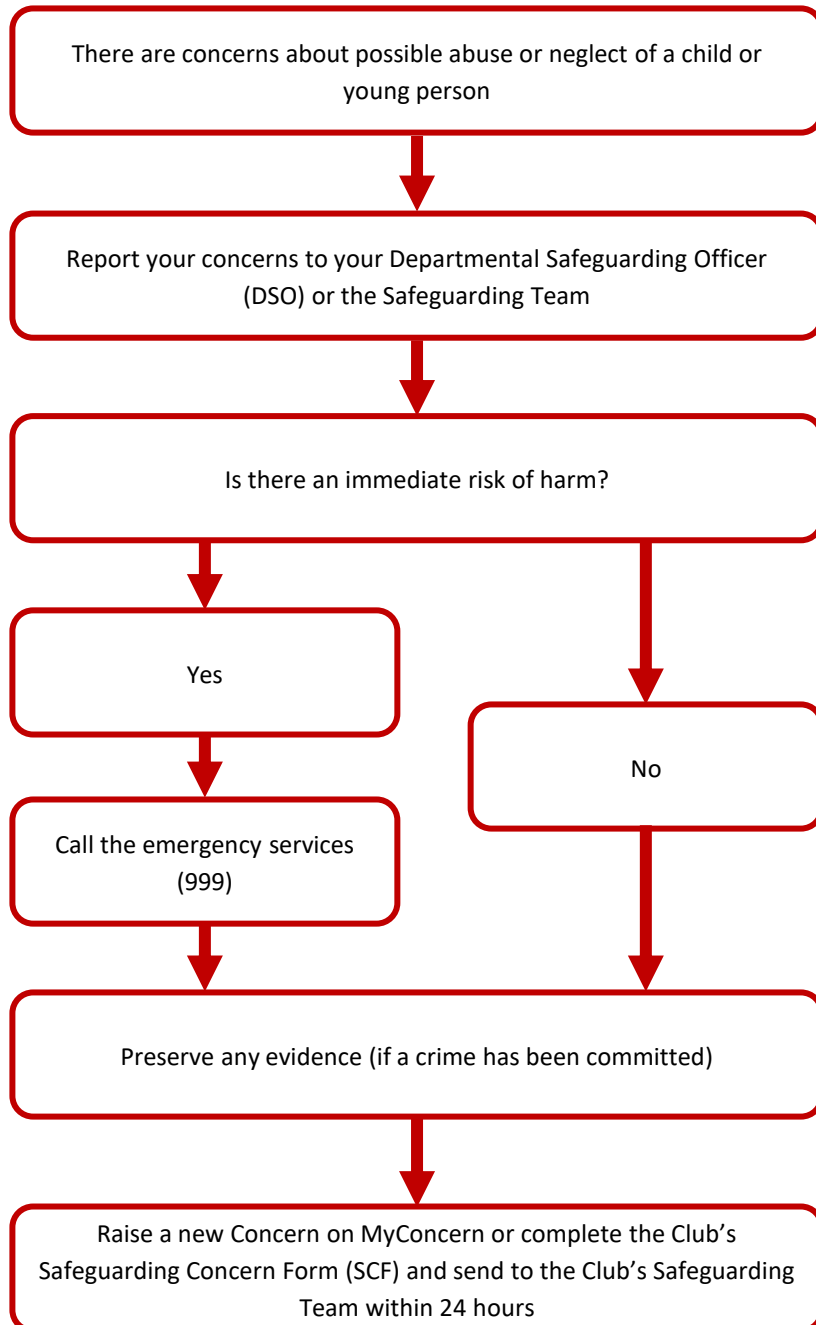 There are concerns about possible abuse or neglect of a child or
young person
Report your concerns to your Departmental Safeguarding Officer
(DSO) or the Safeguarding Team
Is there an immediate risk of harm?
Yes
No
Call the emergency services
(999)
Preserve any evidence (if a crime has been committed)
Raise a new Concern on MyConcern or complete the Club’s
Safeguarding Concern Form (SCF) and send to the Club’s Safeguarding
Team within 24 hours